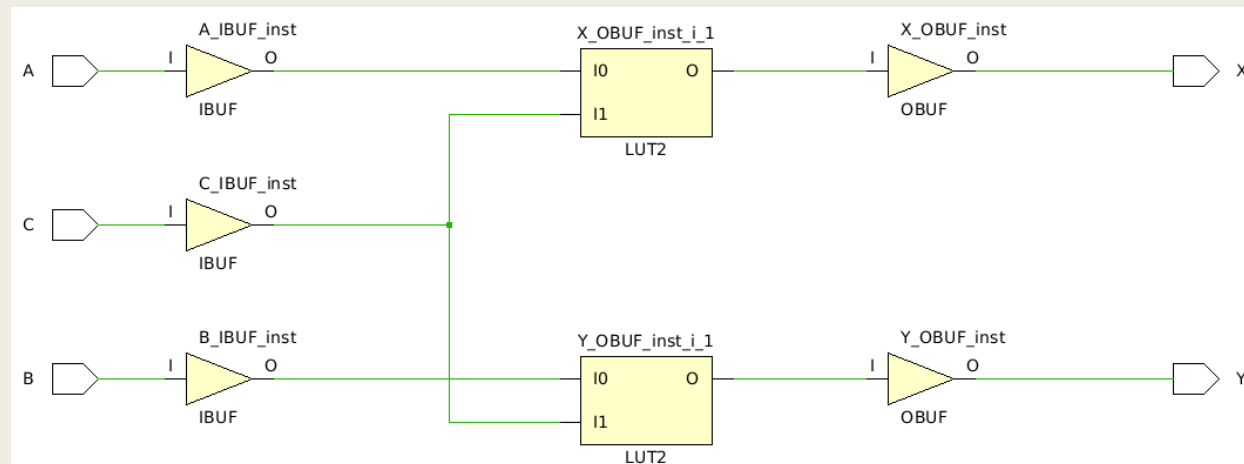 A_IBUF_inst
X_OBUF_inst_i_1
X_OBUF_inst
A
I
O
I0
O
I
O
X
IBUF
I1
OBUF
LUT2
C_IBUF_inst
C
I
O
IBUF
B_IBUF_inst
Y_OBUF_inst_i_1
Y_OBUF_inst
B
I
O
I0
O
I
O
Y
IBUF
I1
OBUF
LUT2